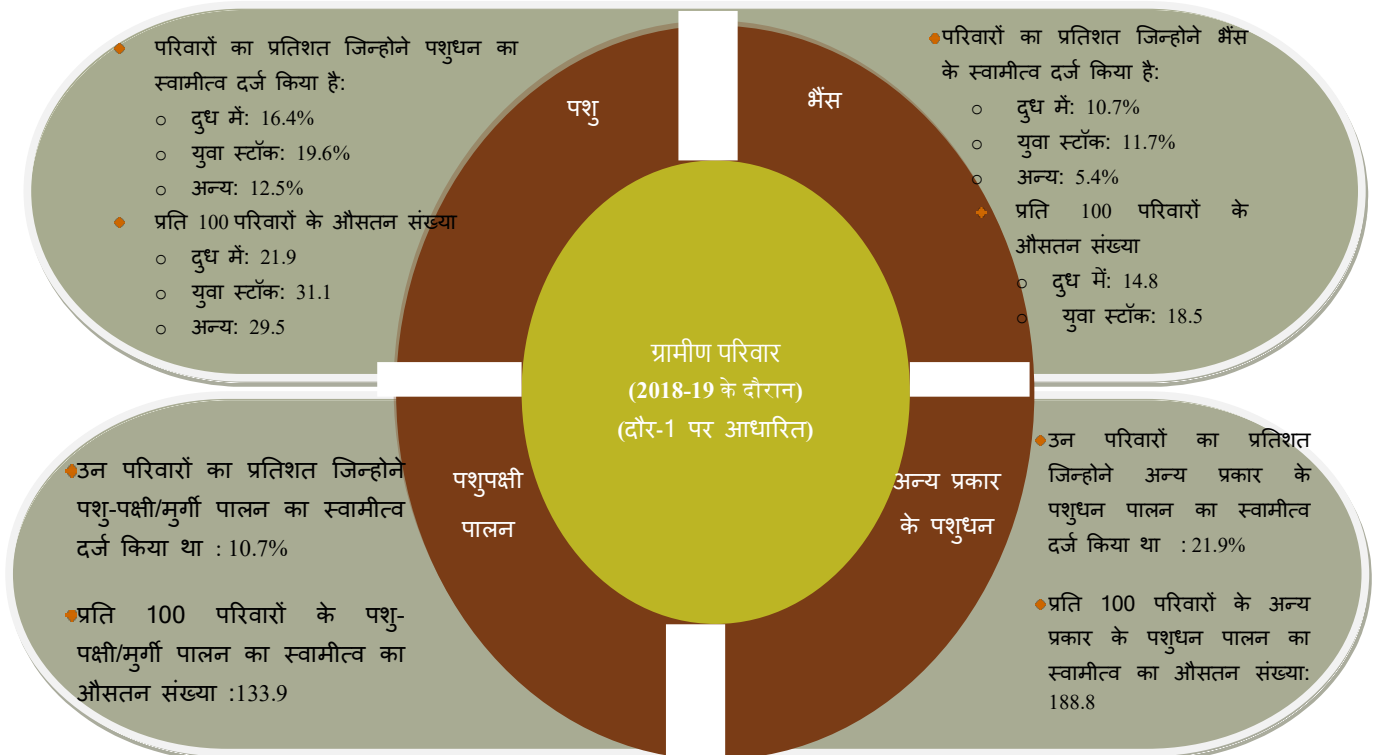 परिवारों का प्रतिशत जिन्होने पशुधन का
स्वामीत्व दर्ज किया है:
o दुध में: 16.4%
o युवा स्टॉक: 19.6%
o अन्य: 12.5%
प्रति 100 परिवारों के औसतन संख्या
o दुध में: 21.9
o युवा स्टॉक: 31.1
o अन्य: 29.5
पशु
भैंस
परिवारों का प्रतिशत जिन्होने भैंस
के स्वामीत्व दर्ज किया है:
o दुध में: 10.7%
o युवा स्टॉक: 11.7%
o अन्य: 5.4%
प्रति 100 परिवारों के
औसतन संख्या
o दुध में: 14.8
o युवा स्टॉक: 18.5
ग्रामीण परिवार
(2018-19 के दौरान)
(दौर-1 पर आधारित)
उन परिवारों का प्रतिशत जिन्होने
पशु-पक्षी/मुर्गी पालन का स्वामीत्व
दर्ज किया था : 10.7%
प्रति 100 परिवारों के पशु-
पक्षी/मुर्गी पालन का स्वामीत्व का
औसतन संख्या :133.9
पशुपक्षी
पालन
अन्य प्रकार
के पशुधन
उन परिवारों का प्रतिशत
जिन्होने अन्य प्रकार के
पशुधन पालन का स्वामीत्व
दर्ज किया था : 21.9%
प्रति 100 परिवारों के अन्य
प्रकार के पशुधन पालन का
स्वामीत्व का औसतन संख्या:
188.8